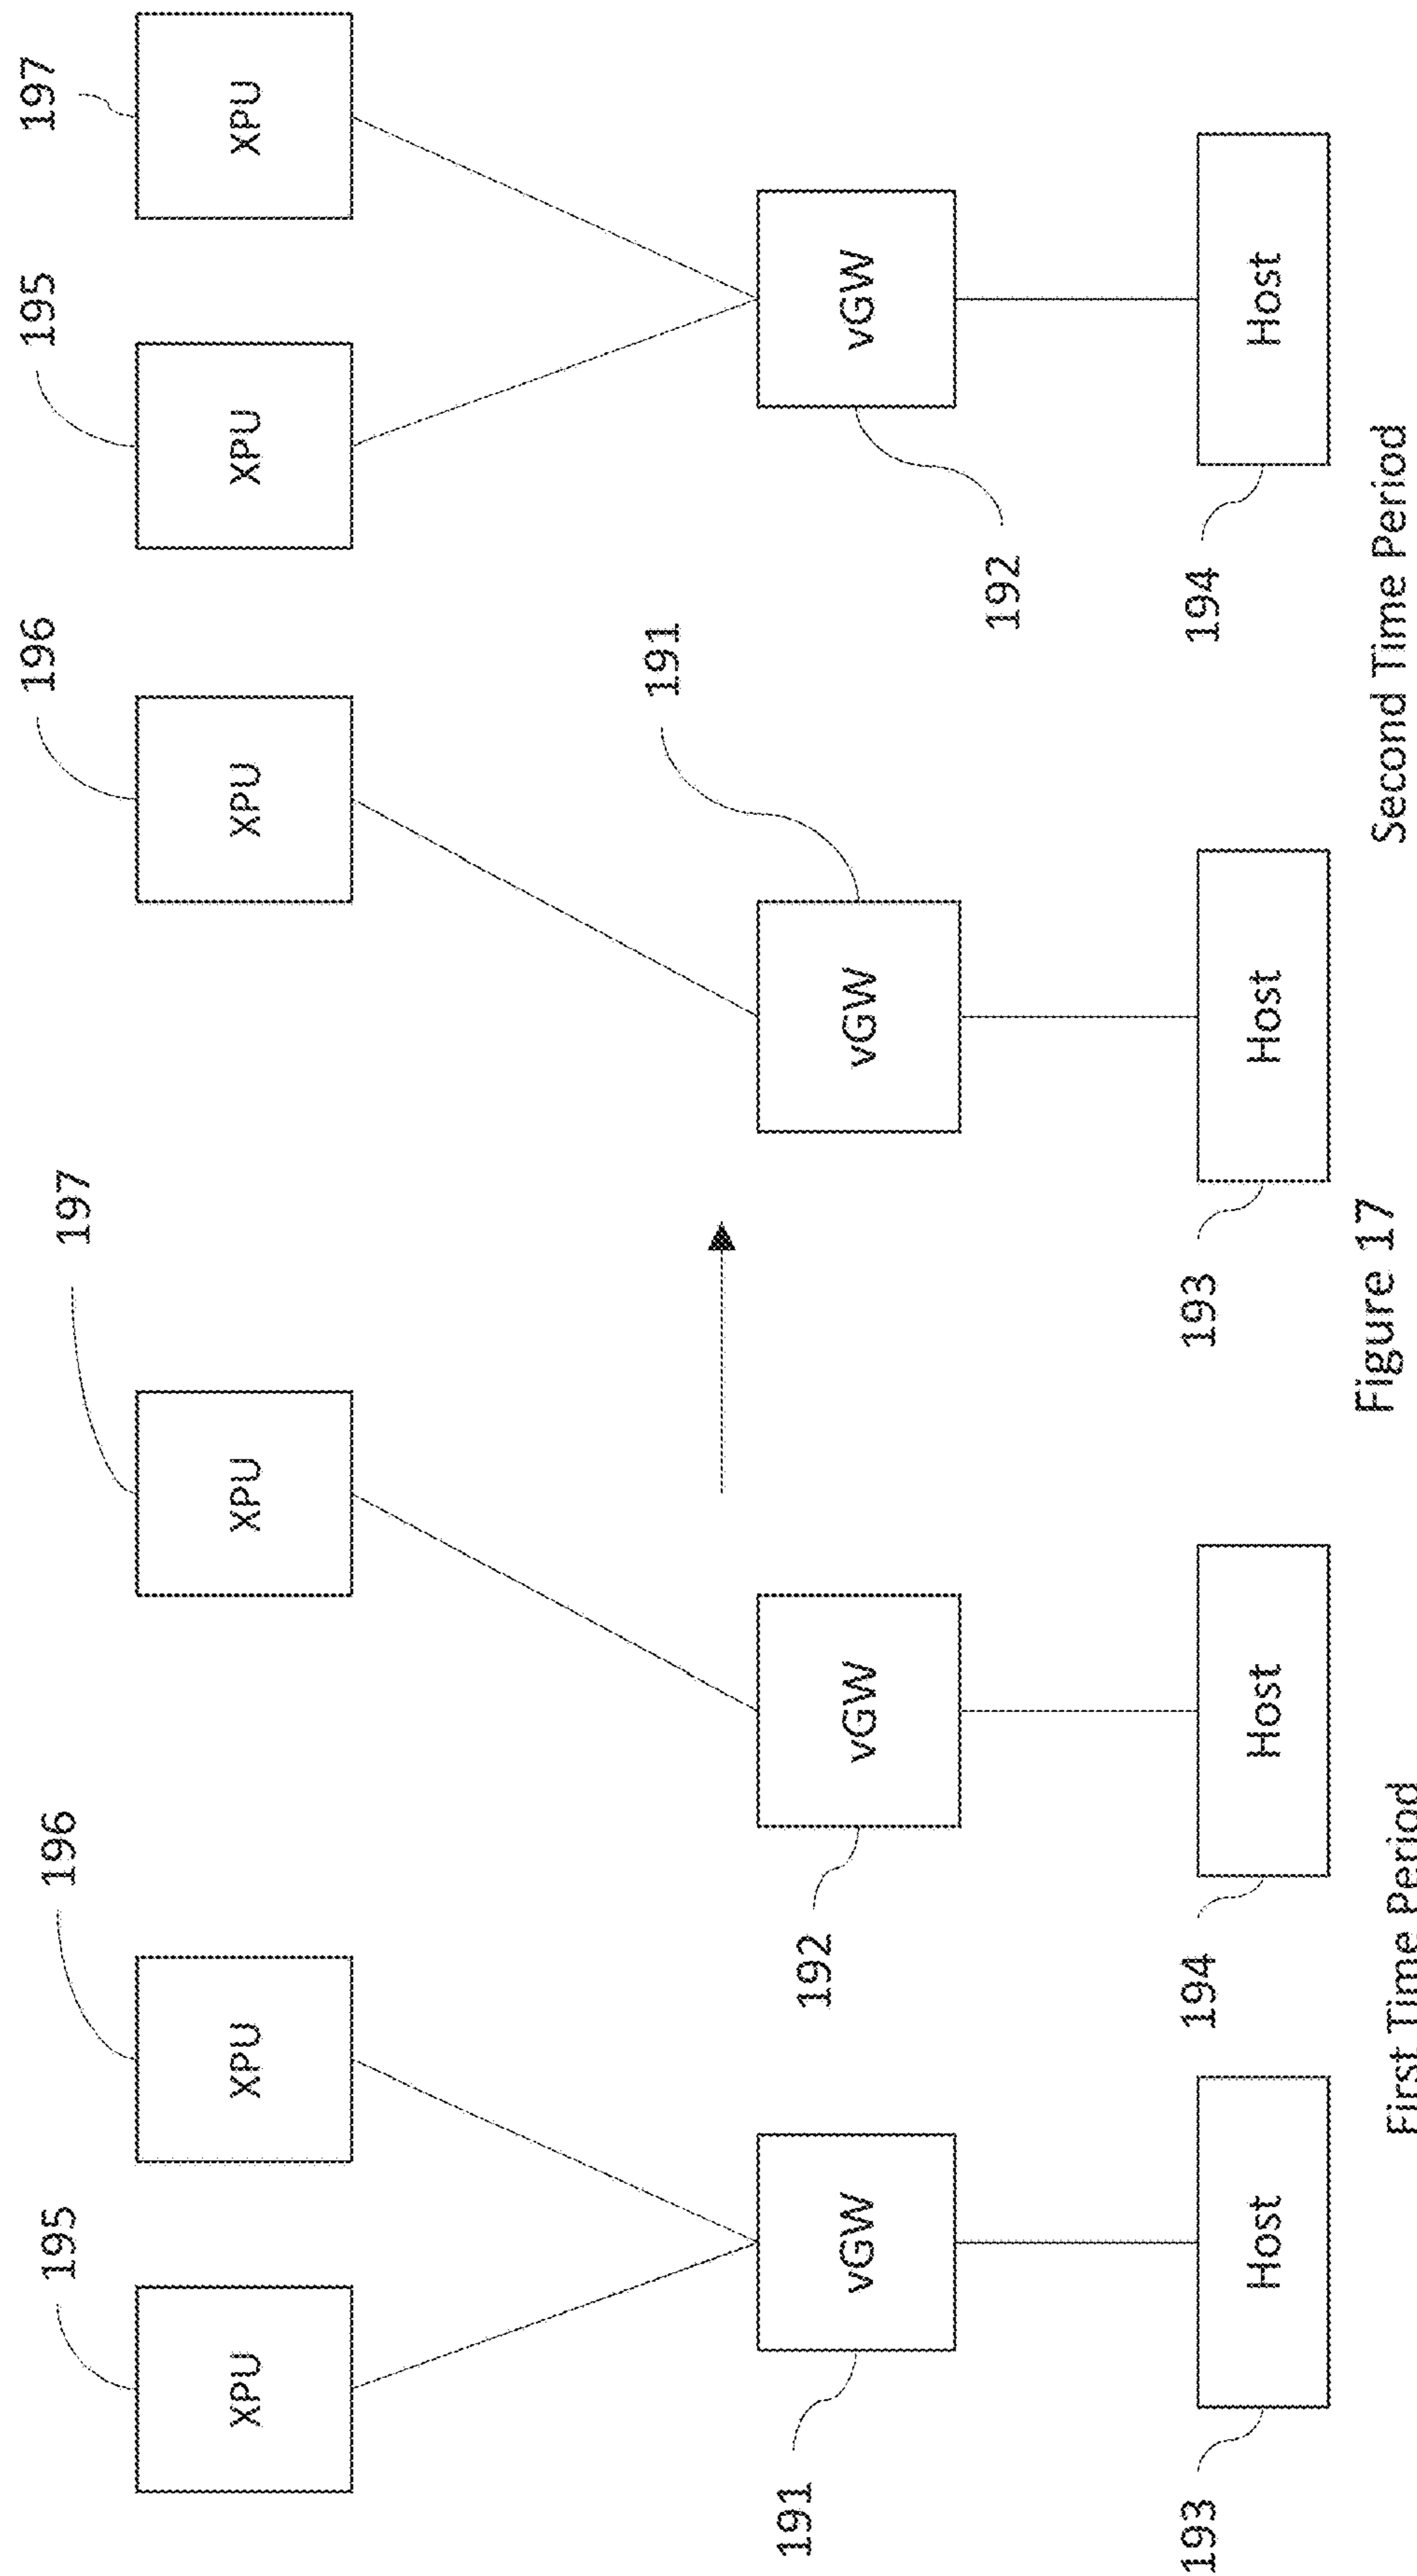 195
196
197
XPU
XPU
XPU
191
vGW
192
vGW
193
Host
194
Host
First Time Period
196
195
197
XPU
XPU
XPU
191
vGW
192
vGW
193
Host
194
Host
Second Time Period
Figure 17